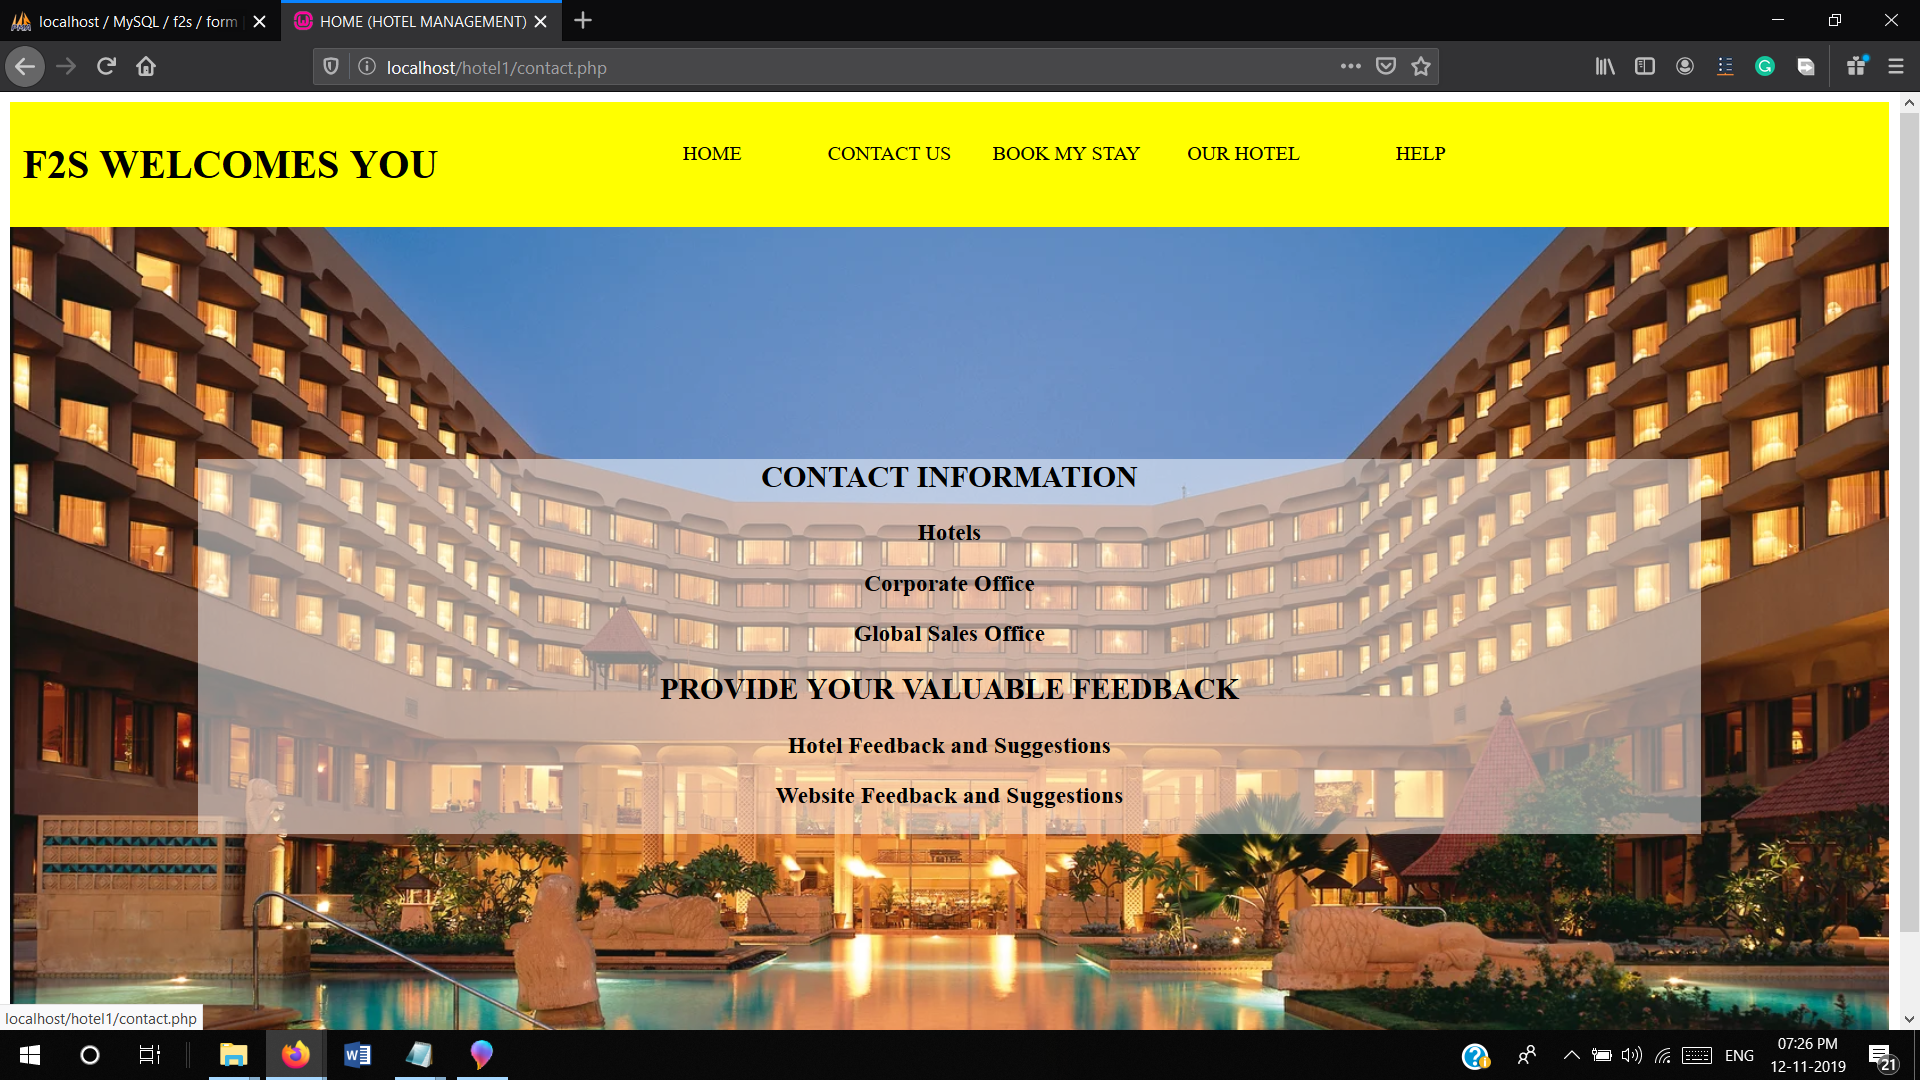 localhost / MySQL / f2s / form
HOME (HOTEL MANAGEMENT)
localhost/hotel1/contact.php
F2S WELCOMES YOU
HOME
CONTACT US
BOOK MY STAY
OUR HOTEL
HELP
CONTACT INFORMATION
Hotels
Corporate Office
Global Sales Office
PROVIDE YOUR VALUABLE FEEDBACK
Hotel Feedback and Suggestions
Website Feedback and Suggestions
localhost/hotel1/contact.php
ENG
07:26 PM
12-11-2019
21